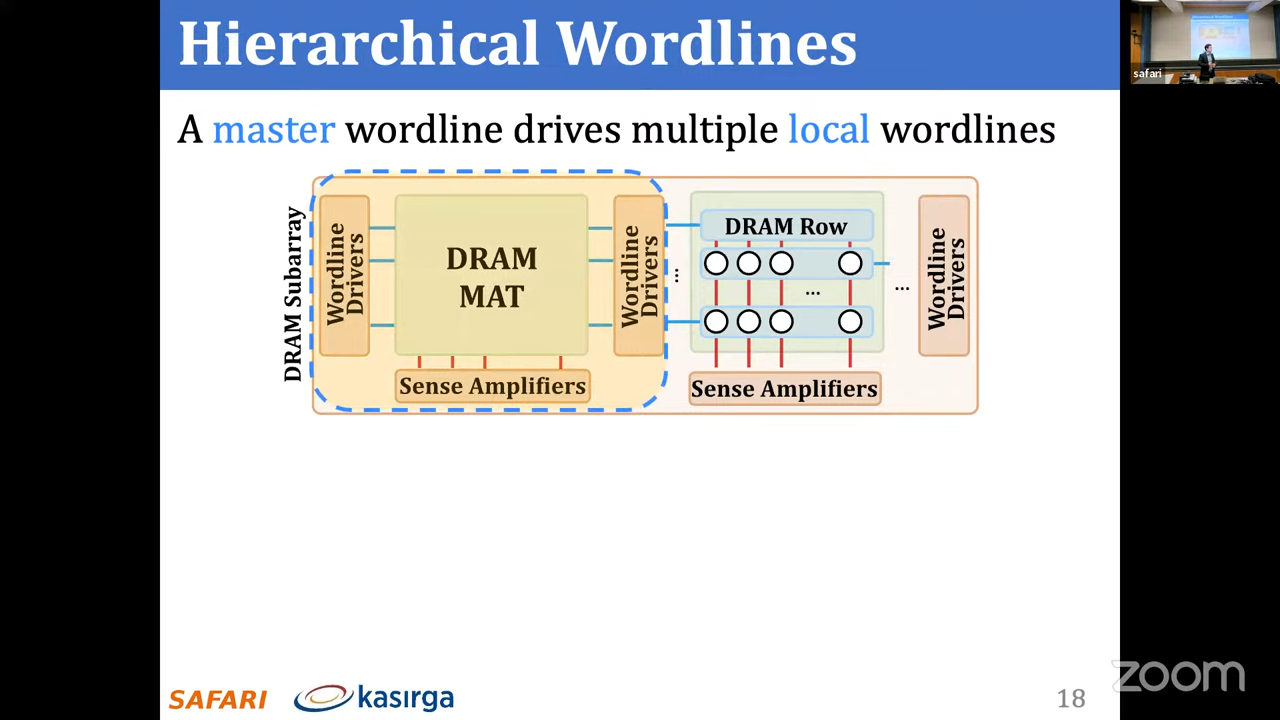 Hierarchical Wordlines
safari
A master wordline drives multiple local wordlines
DRAM Subarray
Wordline
Drivers
DRAM
MAT
Sense Amplifiers
Wordline
Drivers
...
DRAM Row
...
Sense Amplifiers
...
Wordline
Drivers
SAFARI
kasırga
18
zoom